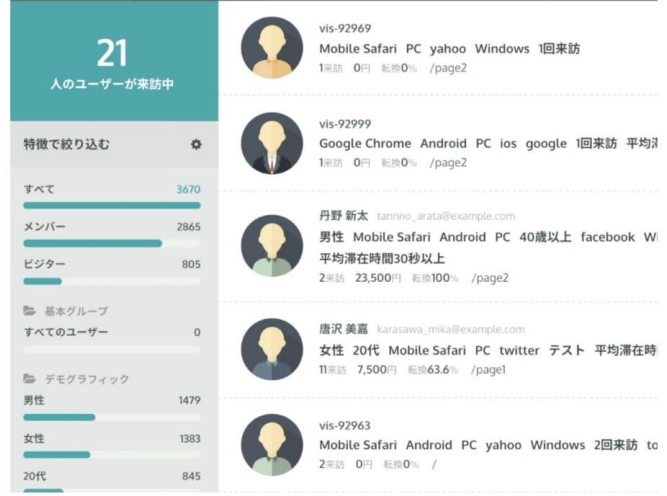 21
人のユーザーが来訪中
特徴で絞り込む
すべて 3670
メンバー 2865
ビジター 805
基本グループ
すべてのユーザー 0
デモグラフィック
男性 1479
女性 1383
20代 845
vis-92969
Mobile Safari PC yahoo Windows 1回来訪
1来訪 0円 転換0% /page2
vis-92999
Google Chrome Android PC ios google 1回来訪 平均滞
1来訪 0円 転換0% /page2
丹野 新太 tannno_arata@example.com
男性 Mobile Safari Android PC 40歳以上 facebook Wi
平均滞在時間30秒以上
2来訪 23,500円 転換100% /page2
唐沢 美嘉 karasawa_mika@example.com
女性 20代 Mobile Safari PC twitter テスト 平均滞在時
11来訪 7,500円 転換63.6% /page1
vis-92963
Mobile Safari Android PC yahoo Windows 2回来訪 to
2来訪 0円 転換0% /